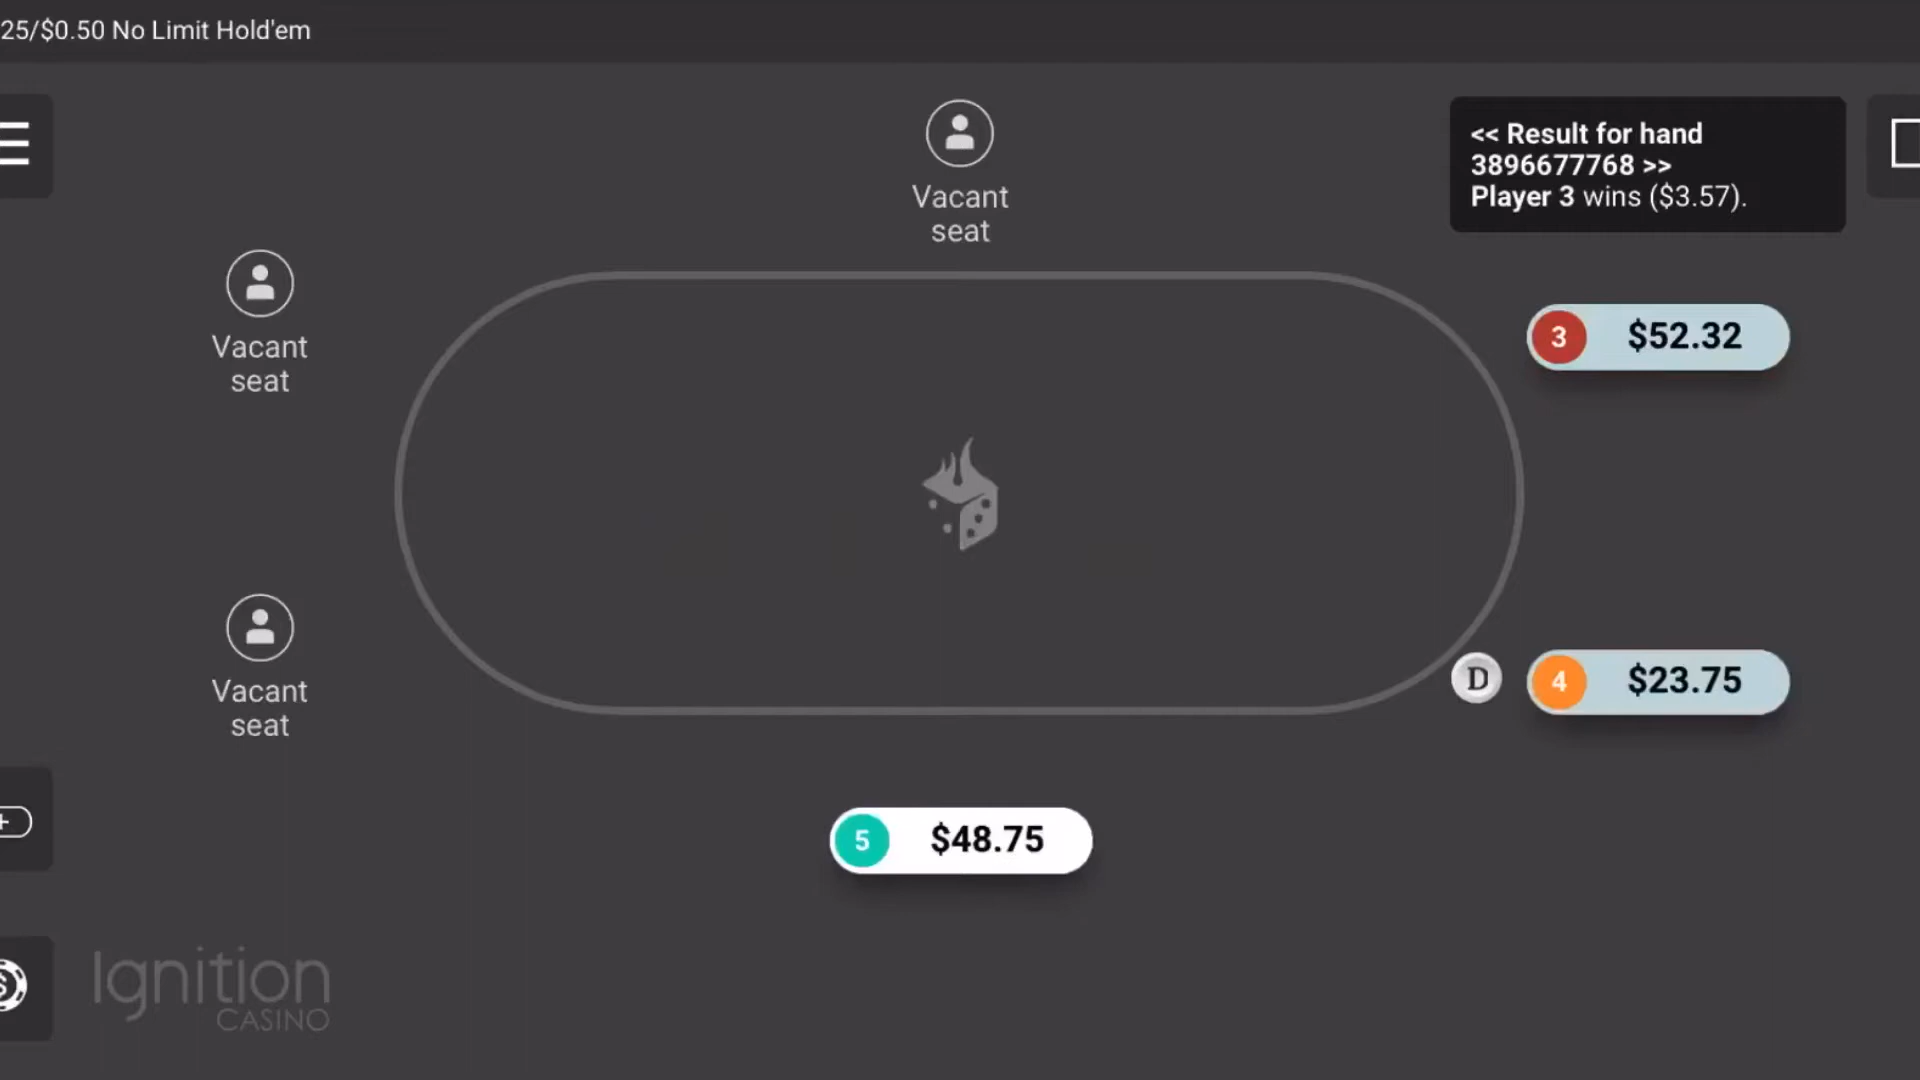 25/$0.50 No Limit Hold'em
<< Result for hand
3896677768 >>
Player 3 wins ($3.57).
Vacant
seat
Vacant
seat
3 $52.32
Vacant
seat
D
4 $23.75
5 $48.75
Ignition
CASINO